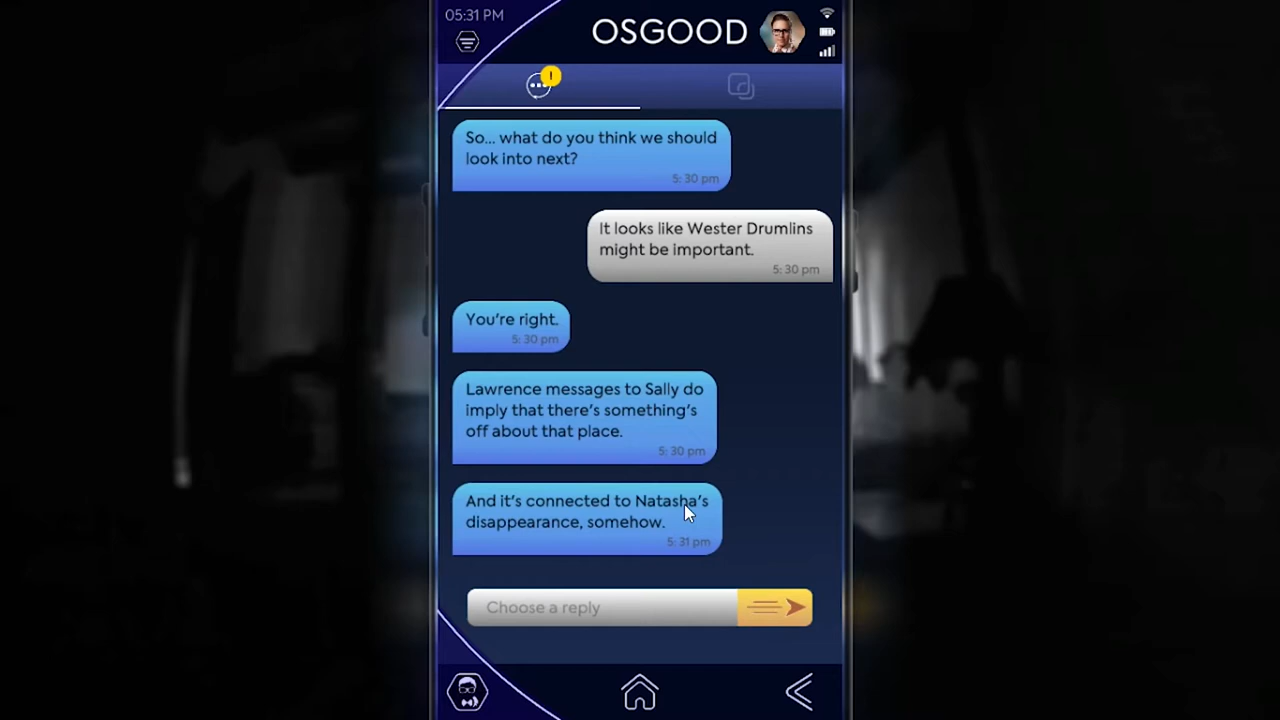 05:31 PM
OSGOOD
!
So... what do you think we should
look into next?
5: 30 pm
It looks like Wester Drumlins
might be important.
5: 30 pm
You're right.
5: 30 pm
Lawrence messages to Sally do
imply that there's something's
off about that place.
5: 30 pm
And it's connected to Natasha's
disappearance, somehow.
5: 31 pm
Choose a reply